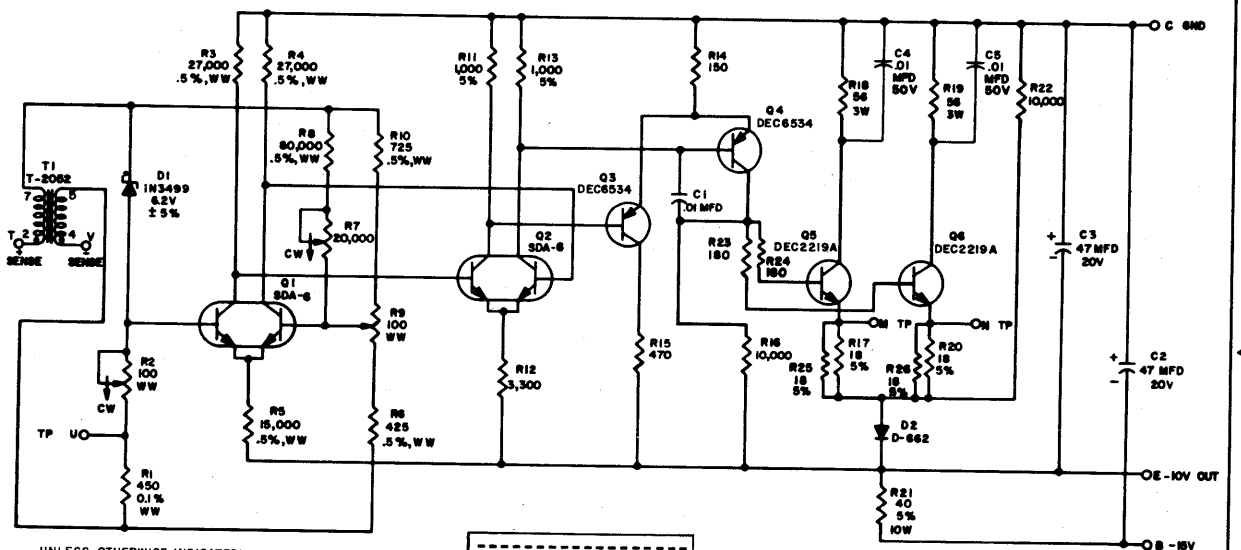 C GND
R3
27,000
.5%,WW
R4
27,000
.5%,WW
R11
1,000
5%
R13
1,000
5%
R14
150
C4
.01
MFD
50V
C5
.01
MFD
50V
R18
56
3W
R19
56
3W
R22
10,000
R8
80,000
.5%,WW
R10
725
.5%,WW
Q4
DEC6534
T1
T-2052
7
5
2
4
T
+
SENSE
V
-
SENSE
D1
1N3499
6.2V
±5%
Q3
DEC6534
C1
.01 MFD
R7
20,000
CW
Q2
SDA-6
R23
180
R24
180
Q5
DEC2219A
Q6
DEC2219A
+
-
C3
47 MFD
20V
Q1
SDA-6
R9
100
WW
M TP
N TP
R2
100
WW
CW
R15
470
R16
10,000
R17
18
5%
R20
18
5%
R25
18
5%
R26
18
5%
+
-
C2
47 MFD
20V
R12
3,300
TP U
R5
15,000
.5%,WW
R6
425
.5%,WW
D2
D-662
R1
450
0.1%
WW
E -10V OUT
R21
40
5%
10W
B -15V
UNLESS OTHERWISE INDICATED